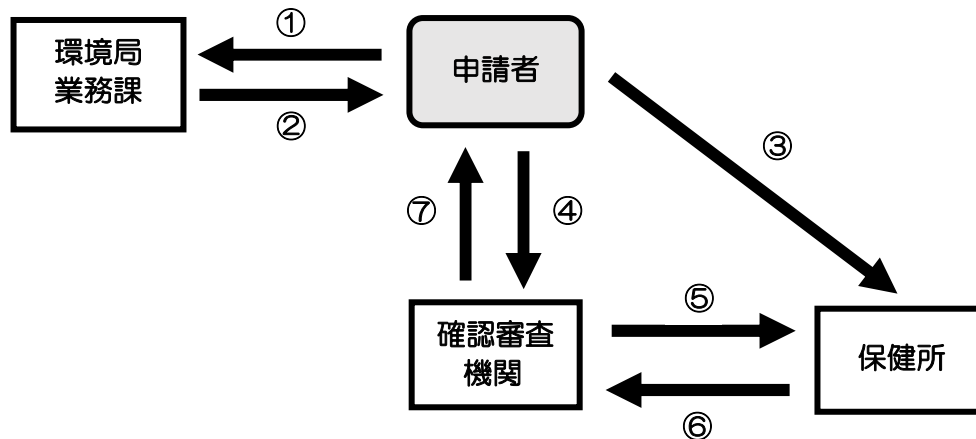 ①
環境局
業務課
②
申請者
③
⑦
④
確認審査
機関
⑤
⑥
保健所